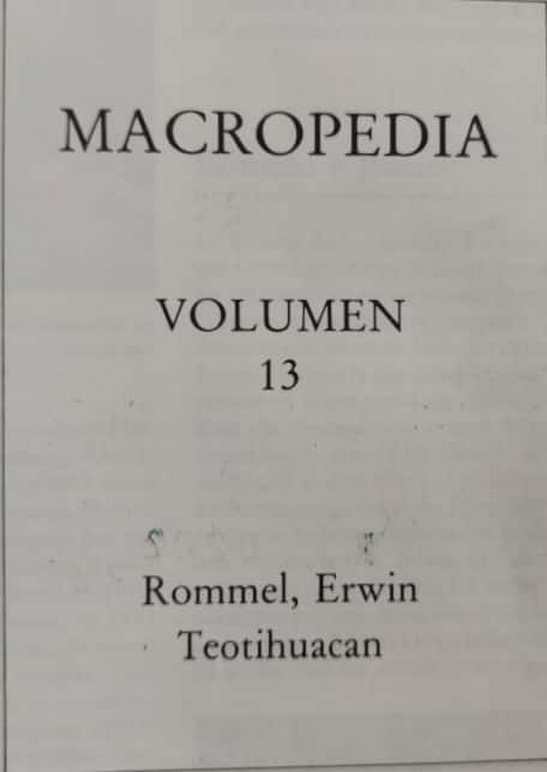 MACROPEDIA
VOLUMEN
13
Rommel, Erwin
Teotihuacan